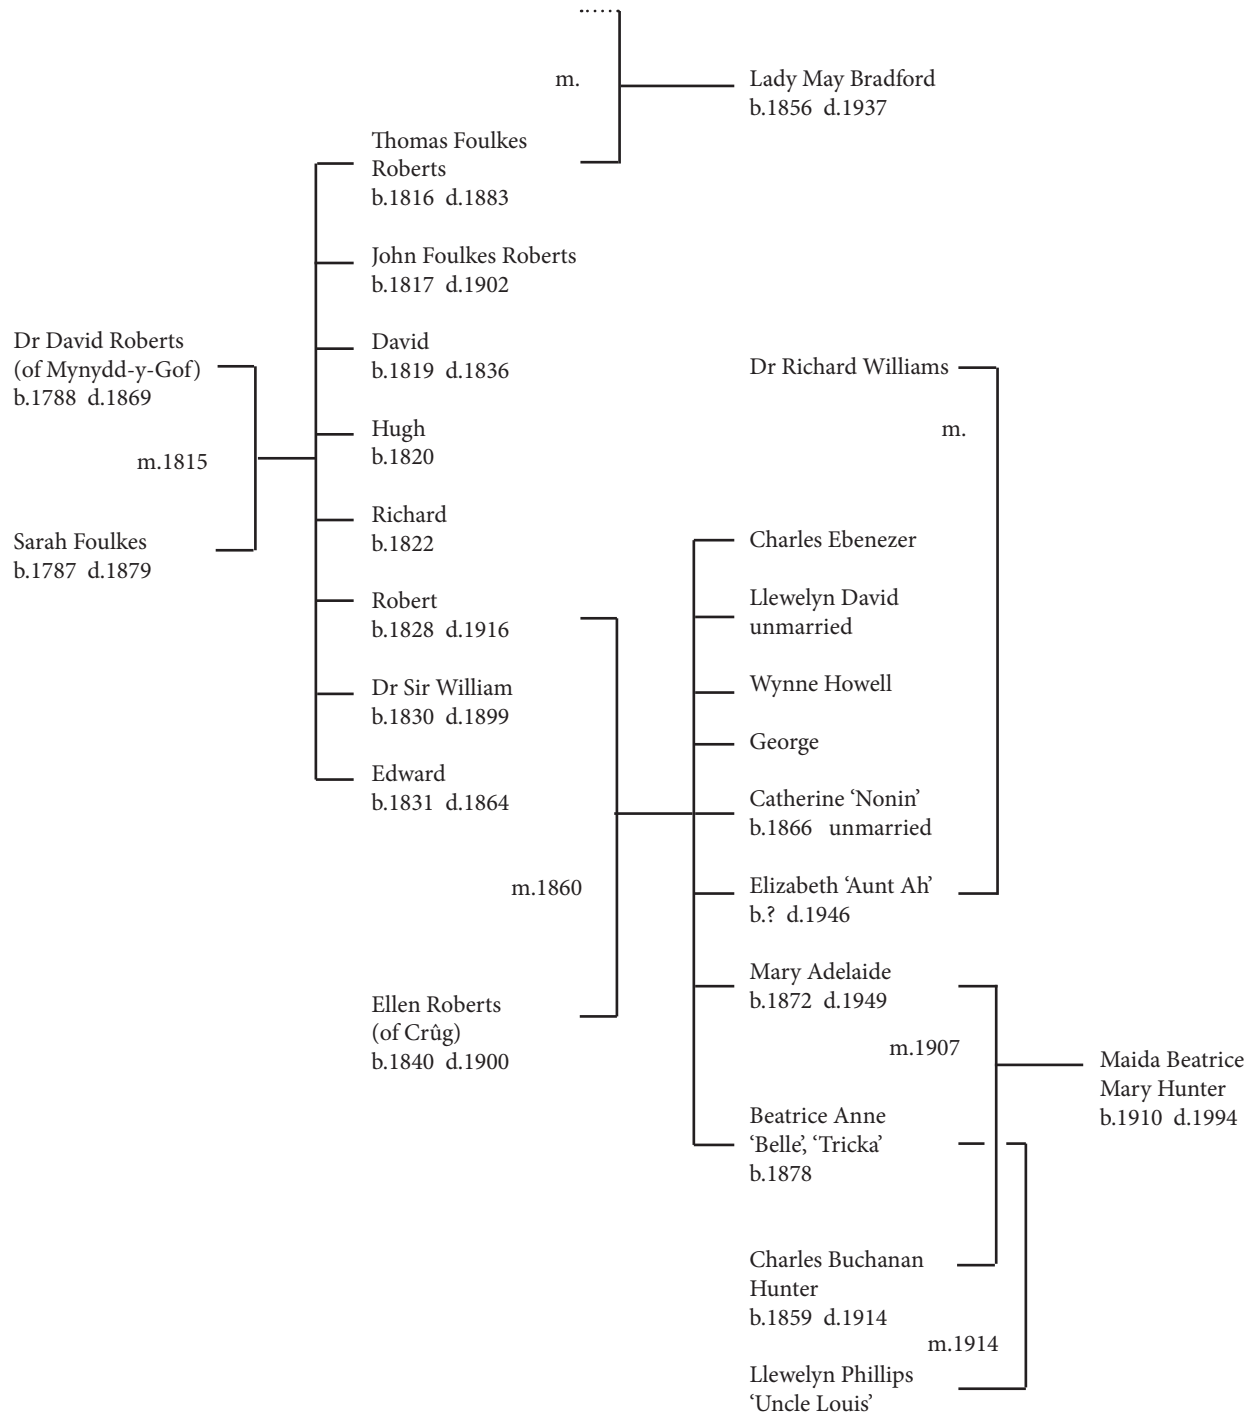 m.
Lady May Bradford
b.1856 d.1937
Thomas Foulkes
Roberts
b.1816 d.1883
John Foulkes Roberts
b.1817 d.1902
Dr David Roberts
(of Mynydd-y-Gof)
b.1788 d.1869
m.1815
Sarah Foulkes
b.1787 d.1879
David
b.1819 d.1836
Hugh
b.1820
Richard
b.1822
Robert
b.1828 d.1916
Dr Sir William
b.1830 d.1899
Edward
b.1831 d.1864
m.1860
Ellen Roberts
(of Crûg)
b.1840 d.1900
Dr Richard Williams
m.
Charles Ebenezer
Llewelyn David
unmarried
Wynne Howell
George
Catherine ‘Nonin’
b.1866 unmarried
Elizabeth ‘Aunt Ah’
b.? d.1946
Mary Adelaide
b.1872 d.1949
m.1907
Maida Beatrice
Mary Hunter
b.1910 d.1994
Beatrice Anne
‘Belle’, ‘Tricka’
b.1878
Charles Buchanan
Hunter
b.1859 d.1914
m.1914
Llewelyn Phillips
‘Uncle Louis’